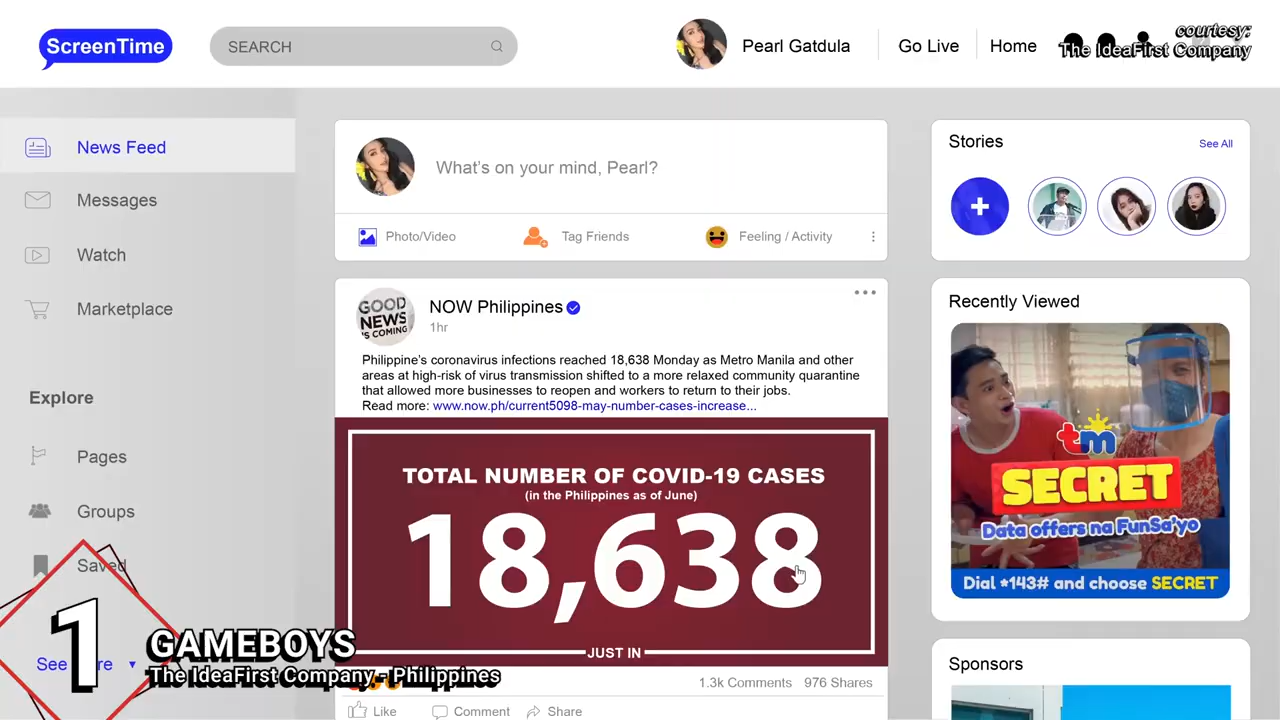 ScreenTime
SEARCH
Pearl Gatdula
Go Live
Home
courtesy:
The IdeaFirst Company
News Feed
Messages
Watch
Marketplace
Explore
Pages
Groups
Saved
What's on your mind, Pearl?
Photo/Video
Tag Friends
Feeling / Activity
GOOD
NEWS
IS COMING
NOW Philippines
1hr
Philippine's coronavirus infections reached 18,638 Monday as Metro Manila and other
areas at high-risk of virus transmission shifted to a more relaxed community quarantine
that allowed more businesses to reopen and workers to return to their jobs.
Read more: www.now.ph/current5098-may-number-cases-increase...
TOTAL NUMBER OF COVID-19 CASES
(in the Philippines as of June)
18,638
JUST IN
1.3k Comments 976 Shares
Like
Comment
Share
Stories
See All
Recently Viewed
tm
SECRET
Data offers na FunSa'yo
Dial *143# and choose SECRET
Sponsors
1
GAMEBOYS
The IdeaFirst Company - Philippines